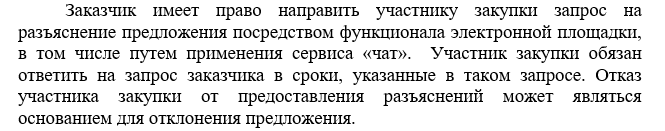 Заказчик имеет право направить участнику закупки запрос на
разъяснение предложения посредством функционала электронной площадки,
в том числе путем применения сервиса «чат».  Участник закупки обязан
ответить на запрос заказчика в сроки, указанные в таком запросе. Отказ
участника закупки от предоставления разъяснений может являться
основанием для отклонения предложения.